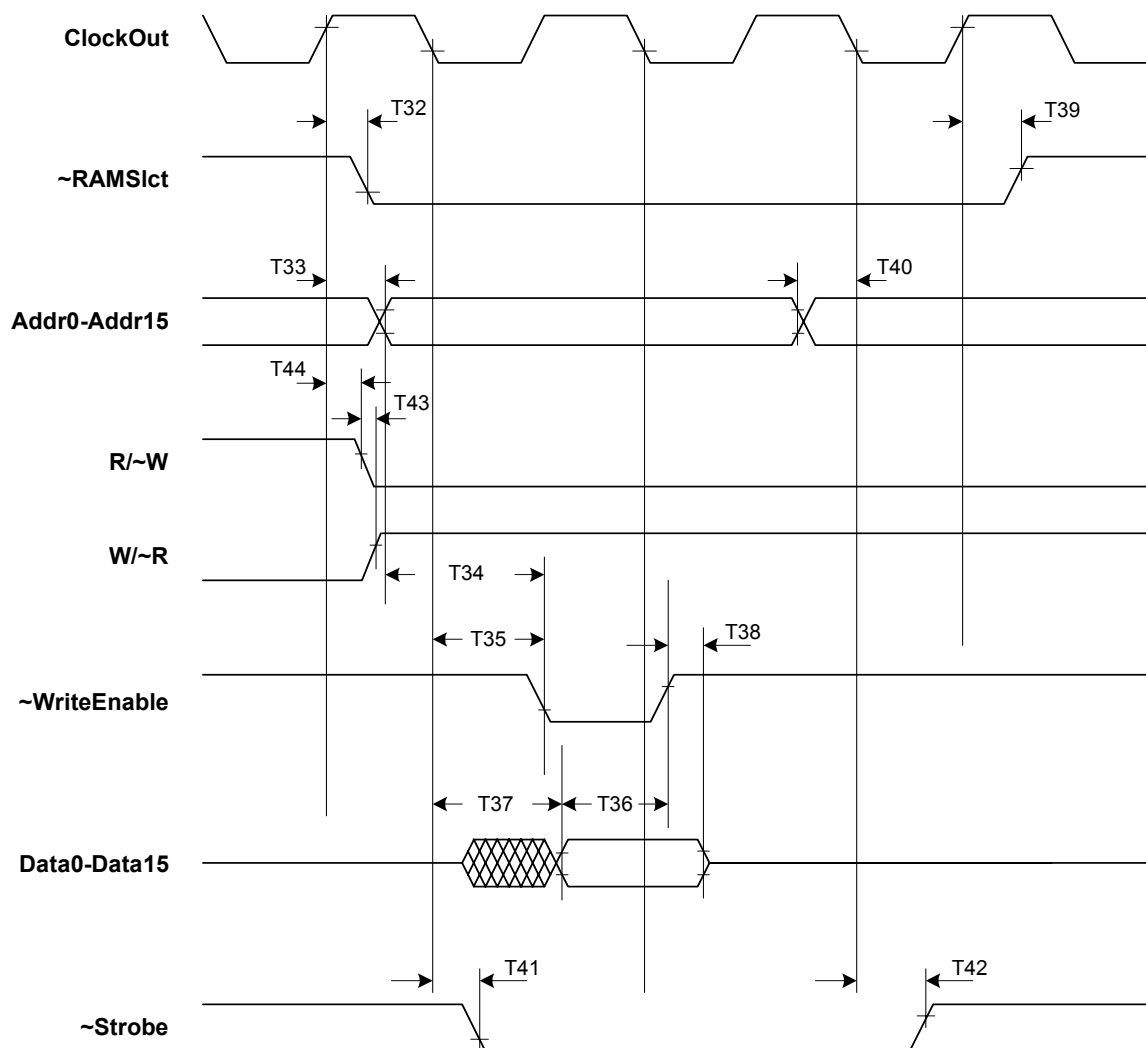 ClockOut
T32
T39
~RAMSlct
T33
T40
Addr0-Addr15
T44
T43
R/~W
W/~R
T34
T35
T38
~WriteEnable
T37
T36
Data0-Data15
T41
T42
~Strobe